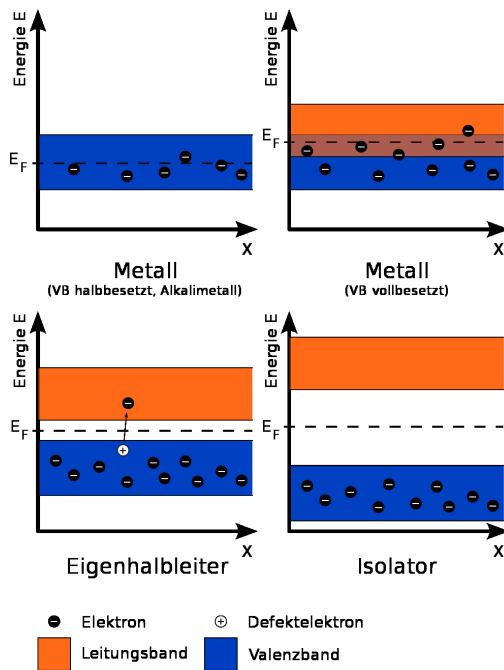 Energie E
E_F
x
Metall
(VB halbbesetzt, Alkalimetall)
Energie E
E_F
x
Metall
(VB vollbesetzt)
Energie E
E_F
x
Eigenhalbleiter
Energie E
E_F
x
Isolator
Elektron
Defektelektron
Leitungsband
Valenzband